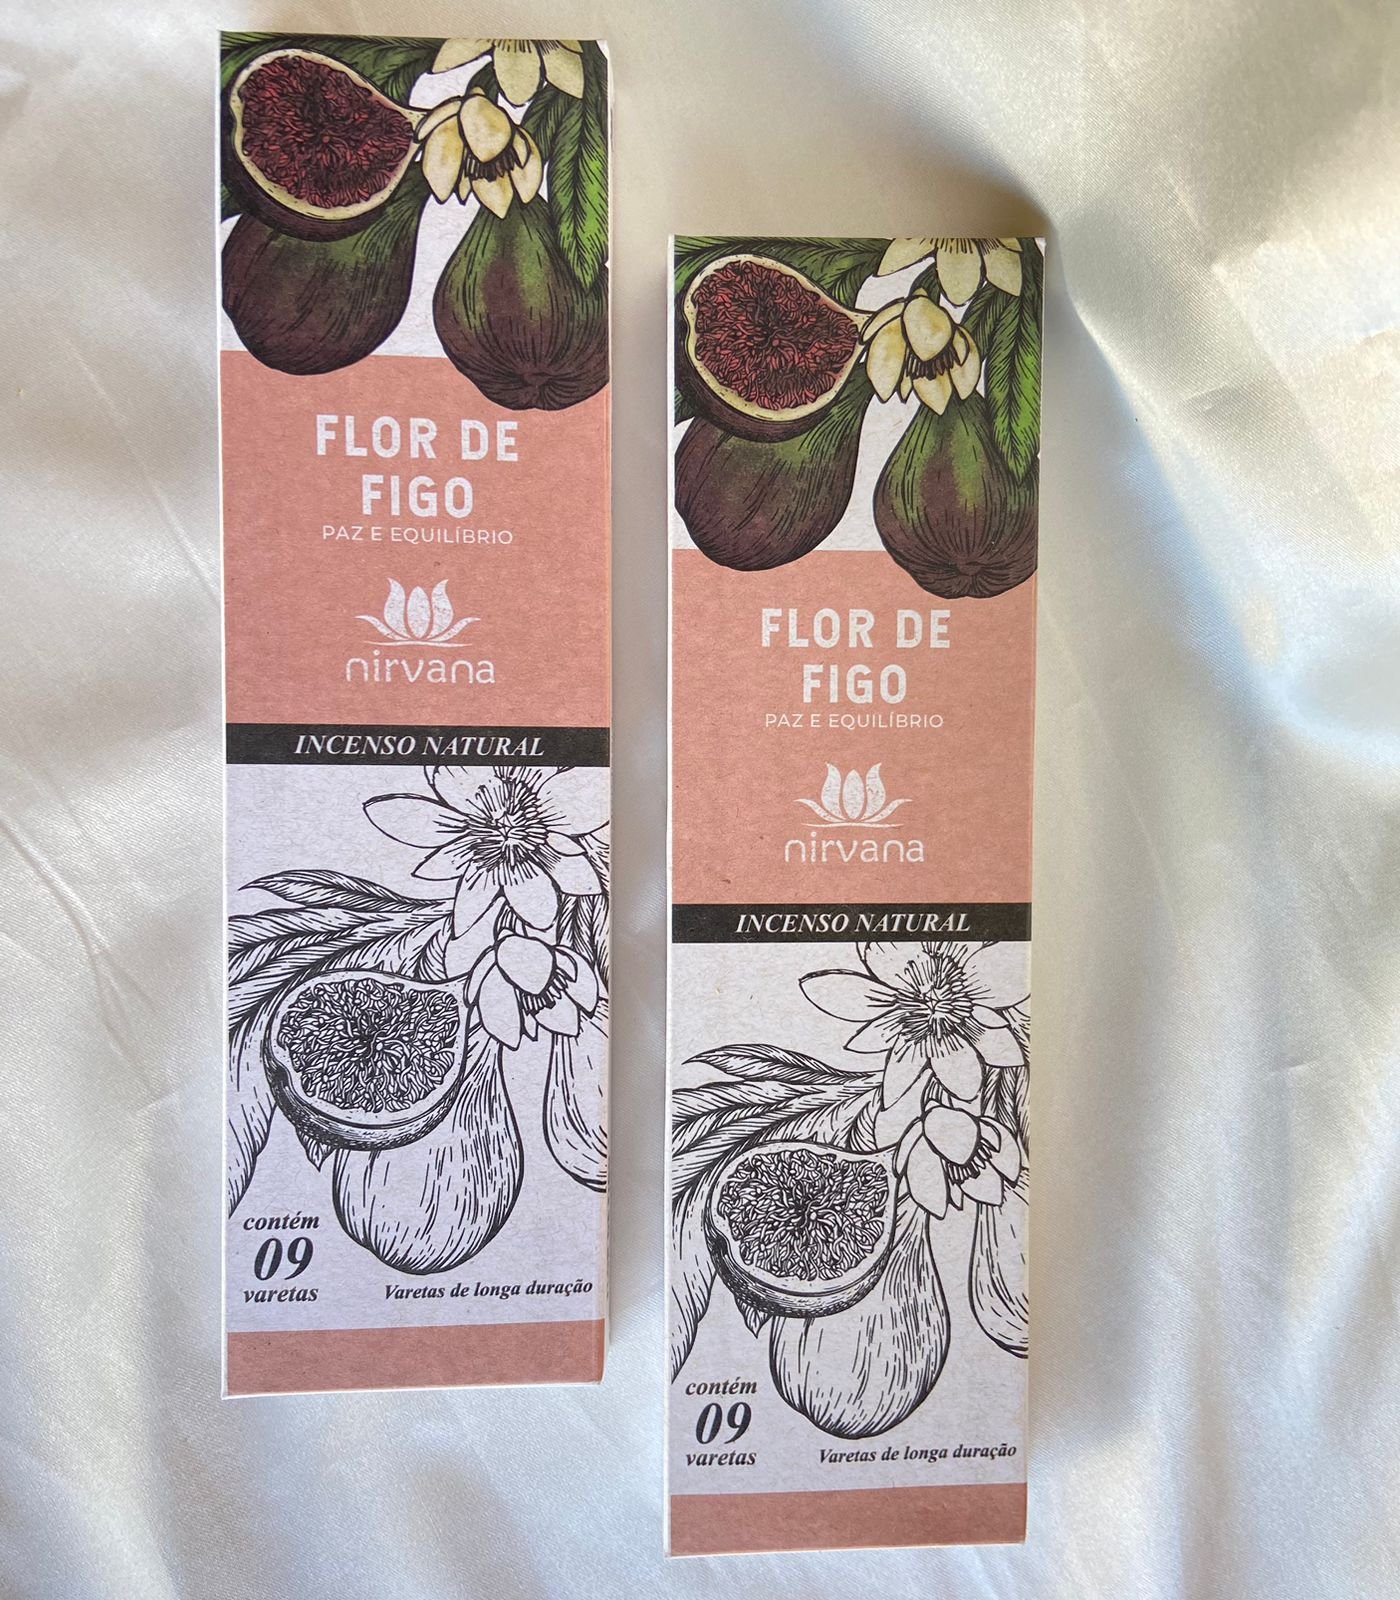 FLOR DE
FIGO
PAZ E EQUILÍBRIO
nirvana
INCENSO NATURAL
contém
09
varetas
Varetas de longa duração
FLOR DE
FIGO
PAZ E EQUILÍBRIO
nirvana
INCENSO NATURAL
contém
09
varetas
Varetas de longa duração